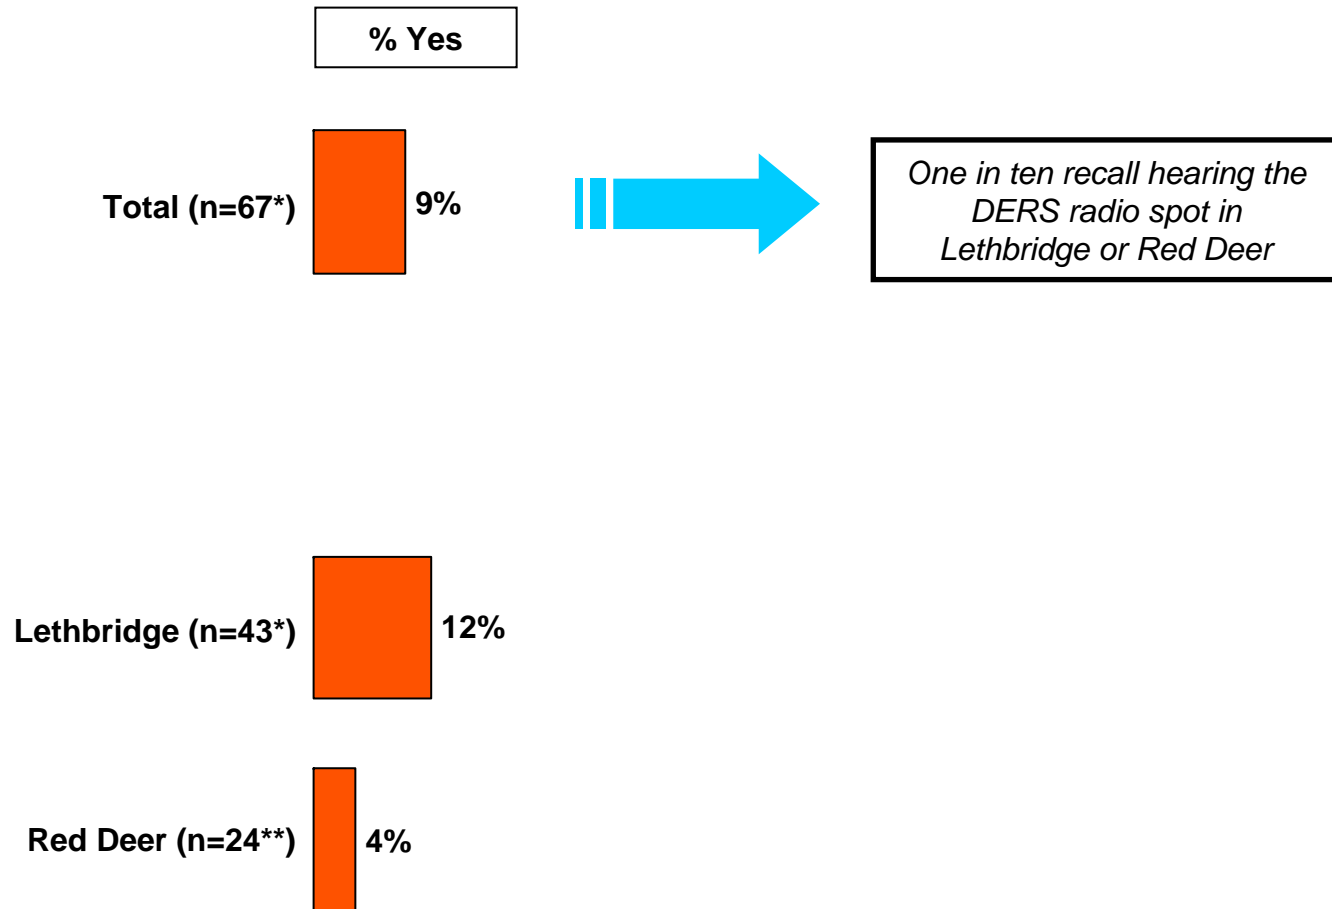 % Yes
Total (n=67*)
9%
One in ten recall hearing the
DERS radio spot in
Lethbridge or Red Deer
Lethbridge (n=43*)
12%
Red Deer (n=24**)
4%